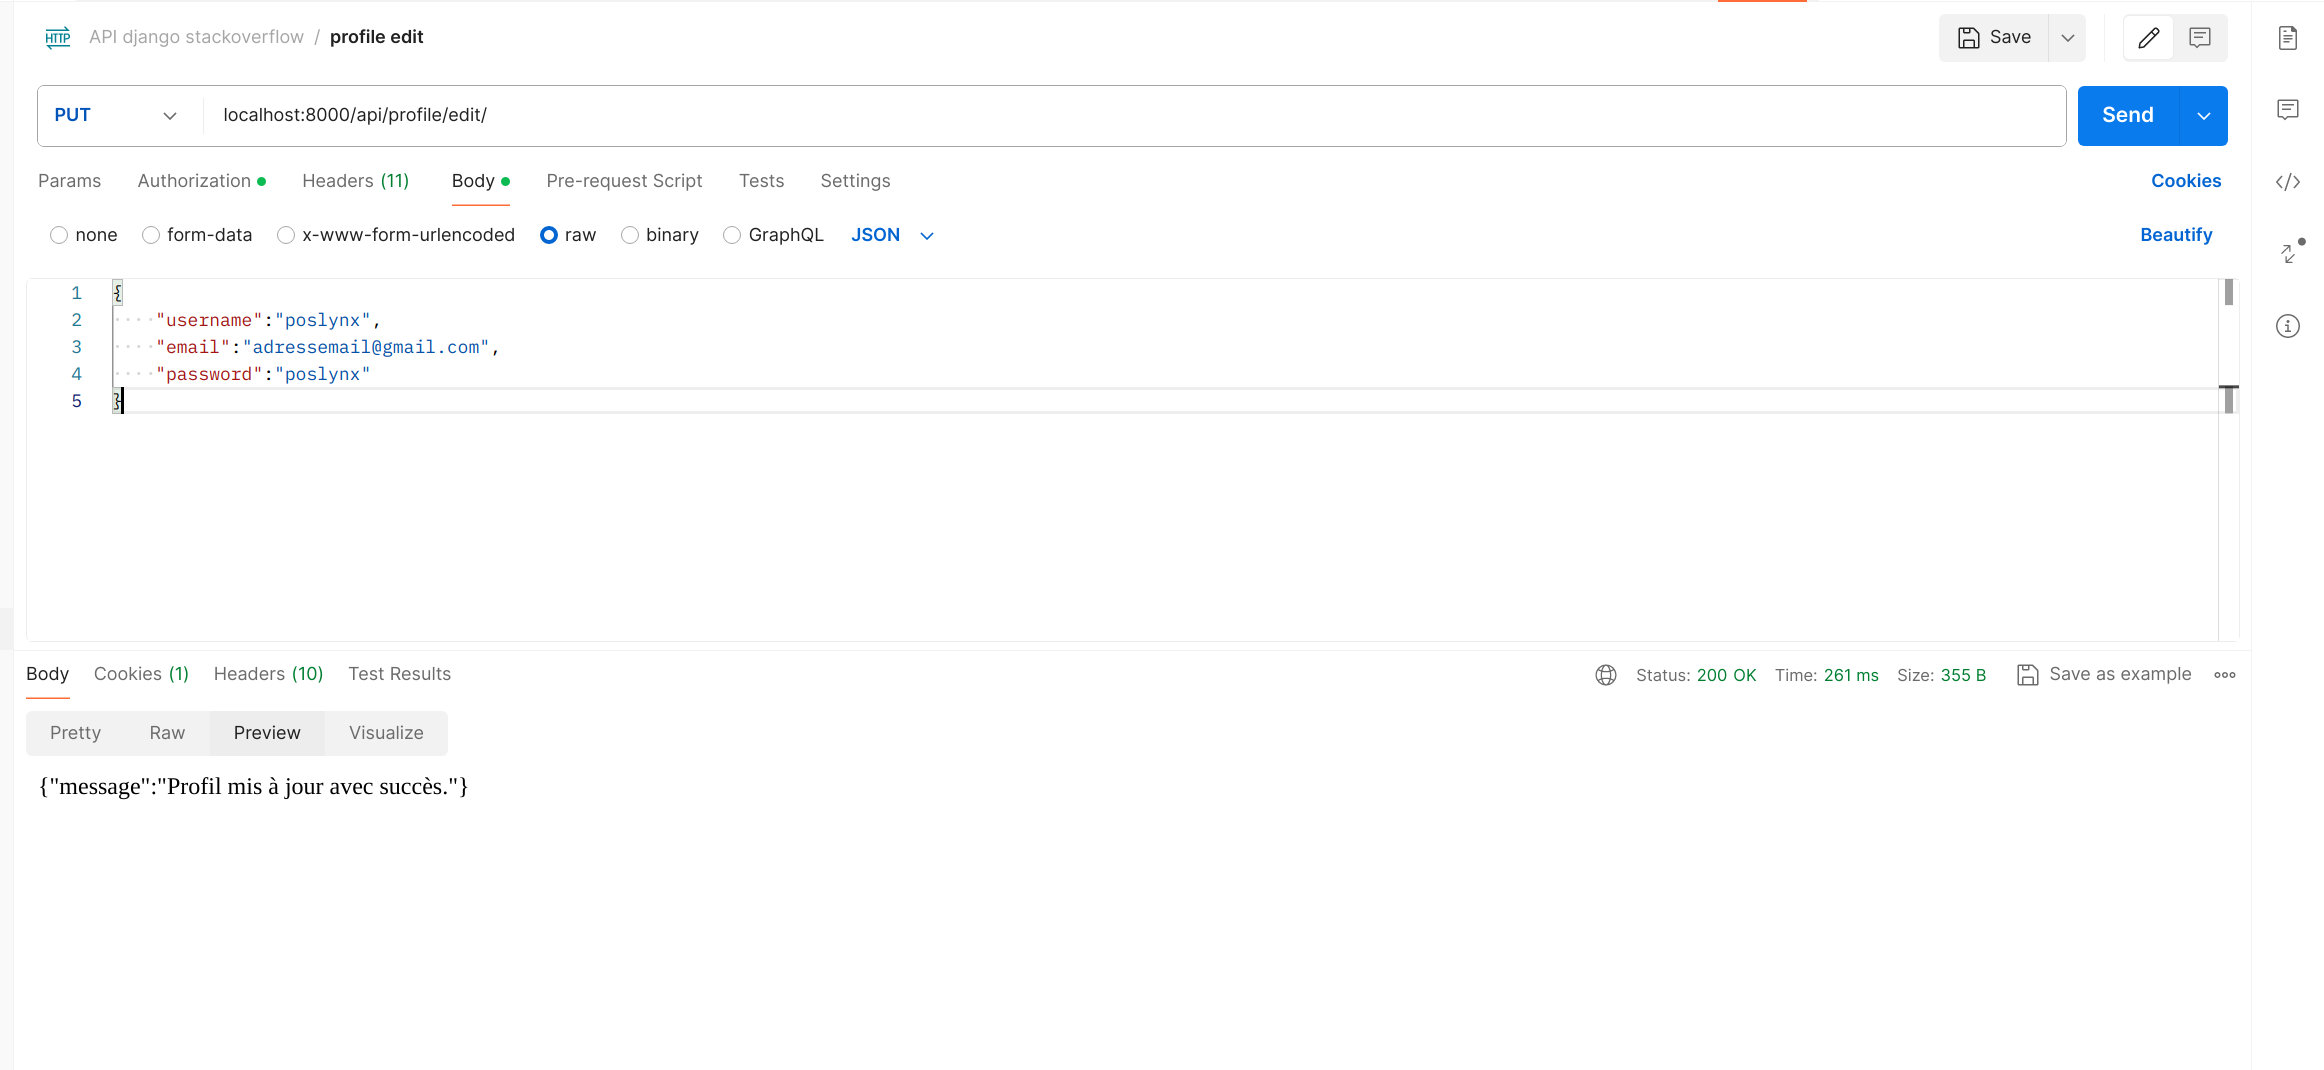 HTTP API django stackoverflow / profile edit Save
PUT localhost:8000/api/profile/edit/ Send
Params Authorization Headers (11) Body Pre-request Script Tests Settings Cookies
none form-data x-www-form-urlencoded raw binary GraphQL JSON Beautify
1 {
2 "username":"poslynx",
3 "email":"adressemail@gmail.com",
4 "password":"poslynx"
5 }
Body Cookies (1) Headers (10) Test Results Status: 200 OK Time: 261 ms Size: 355 B Save as example
Pretty Raw Preview Visualize
{"message":"Profil mis à jour avec succès."}